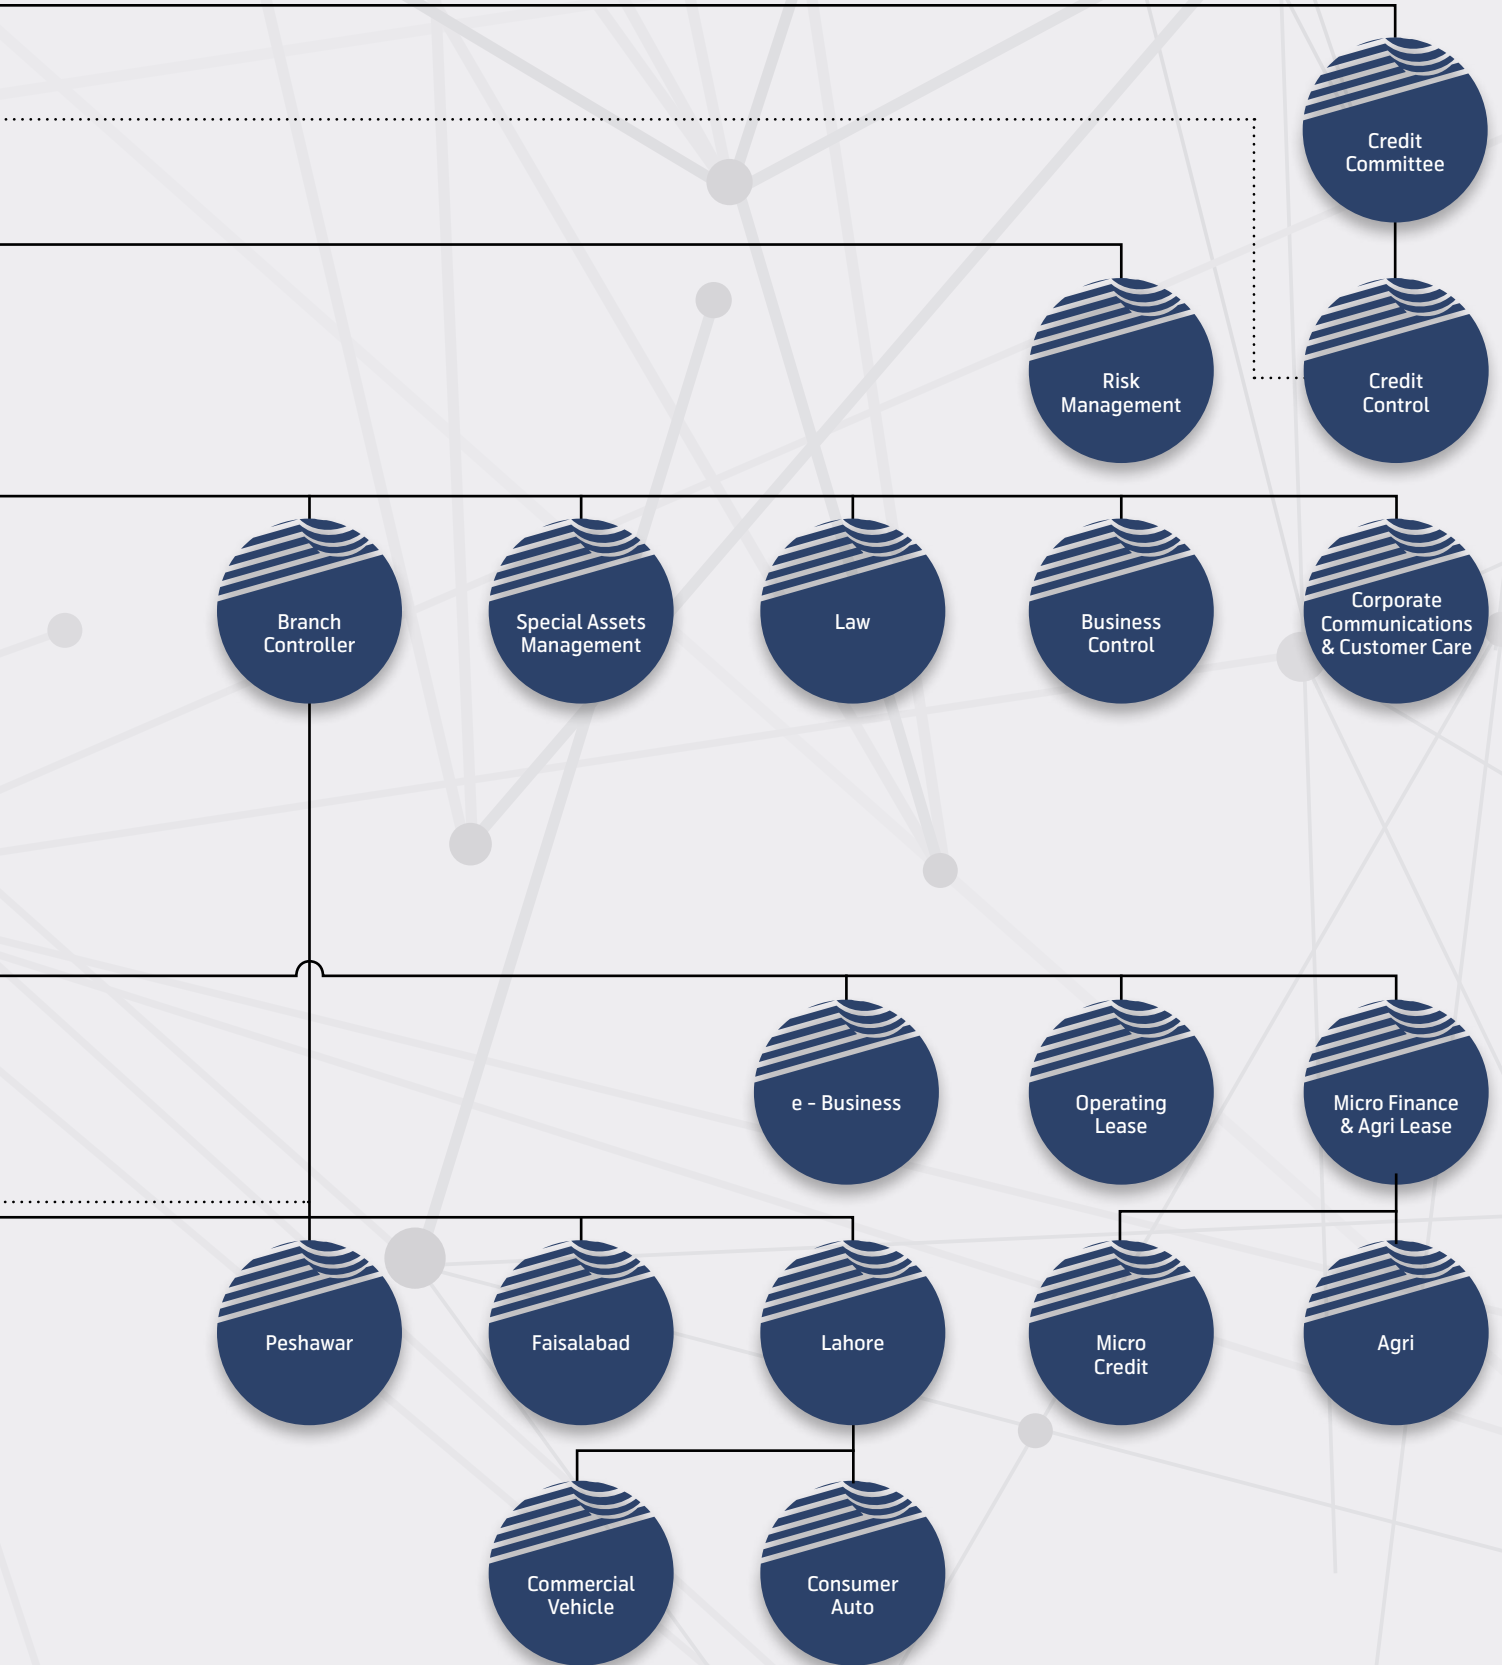 Credit
Committee
Risk
Management
Credit
Control
Branch
Controller
Special Assets
Management
Law
Business
Control
Corporate
Communications
& Customer Care
e - Business
Operating
Lease
Micro Finance
& Agri Lease
Peshawar
Faisalabad
Lahore
Micro
Credit
Agri
Commercial
Vehicle
Consumer
Auto